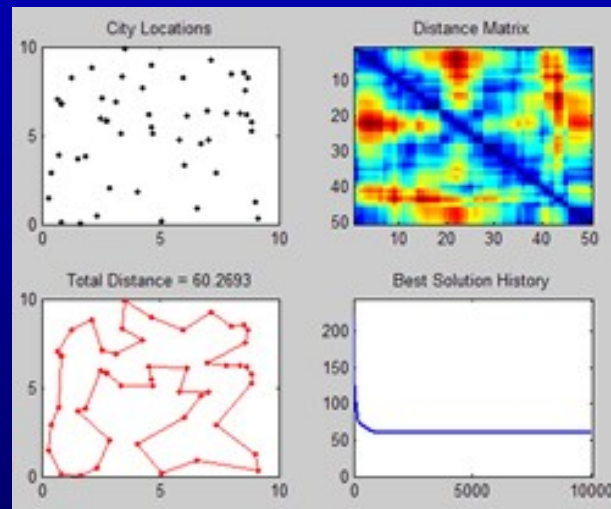 City Locations
10
5
0
0 5 10
Distance Matrix
10
20
30
40
50
10 20 30 40 50
Total Distance = 60.2693
10
5
0
0 5 10
Best Solution History
200
150
100
50
0
0 5000 10000